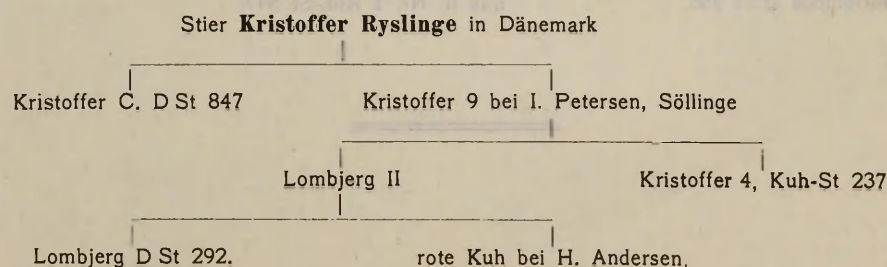 Stier Kristoffer Ryslinge in Dänemark
Kristoffer C. D St 847 Kristoffer 9 bei I. Petersen, Söllinge
Lombjerg II Kristoffer 4, Kuh-St 237
Lombjerg D St 292. rote Kuh bei H. Andersen.